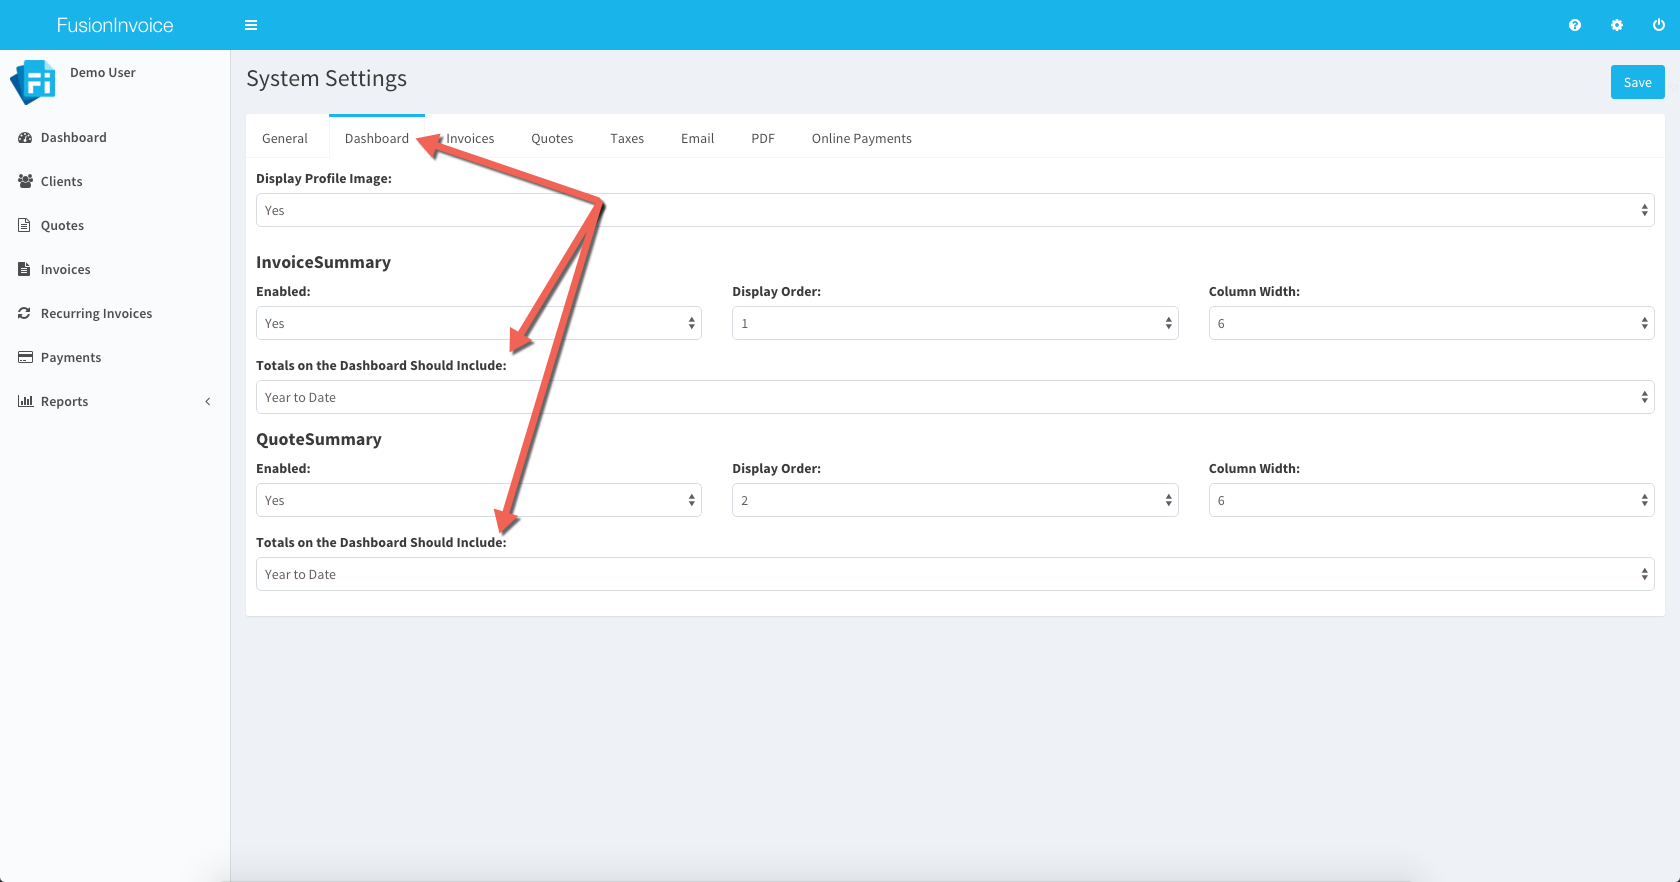 FusionInvoice
Fi
Demo User
Dashboard
Clients
Quotes
Invoices
Recurring Invoices
Payments
Reports
System Settings
Save
General Dashboard Invoices Quotes Taxes Email PDF Online Payments
Display Profile Image:
Yes
InvoiceSummary
Enabled: Display Order: Column Width:
Yes 1 6
Totals on the Dashboard Should Include:
Year to Date
QuoteSummary
Enabled: Display Order: Column Width:
Yes 2 6
Totals on the Dashboard Should Include:
Year to Date